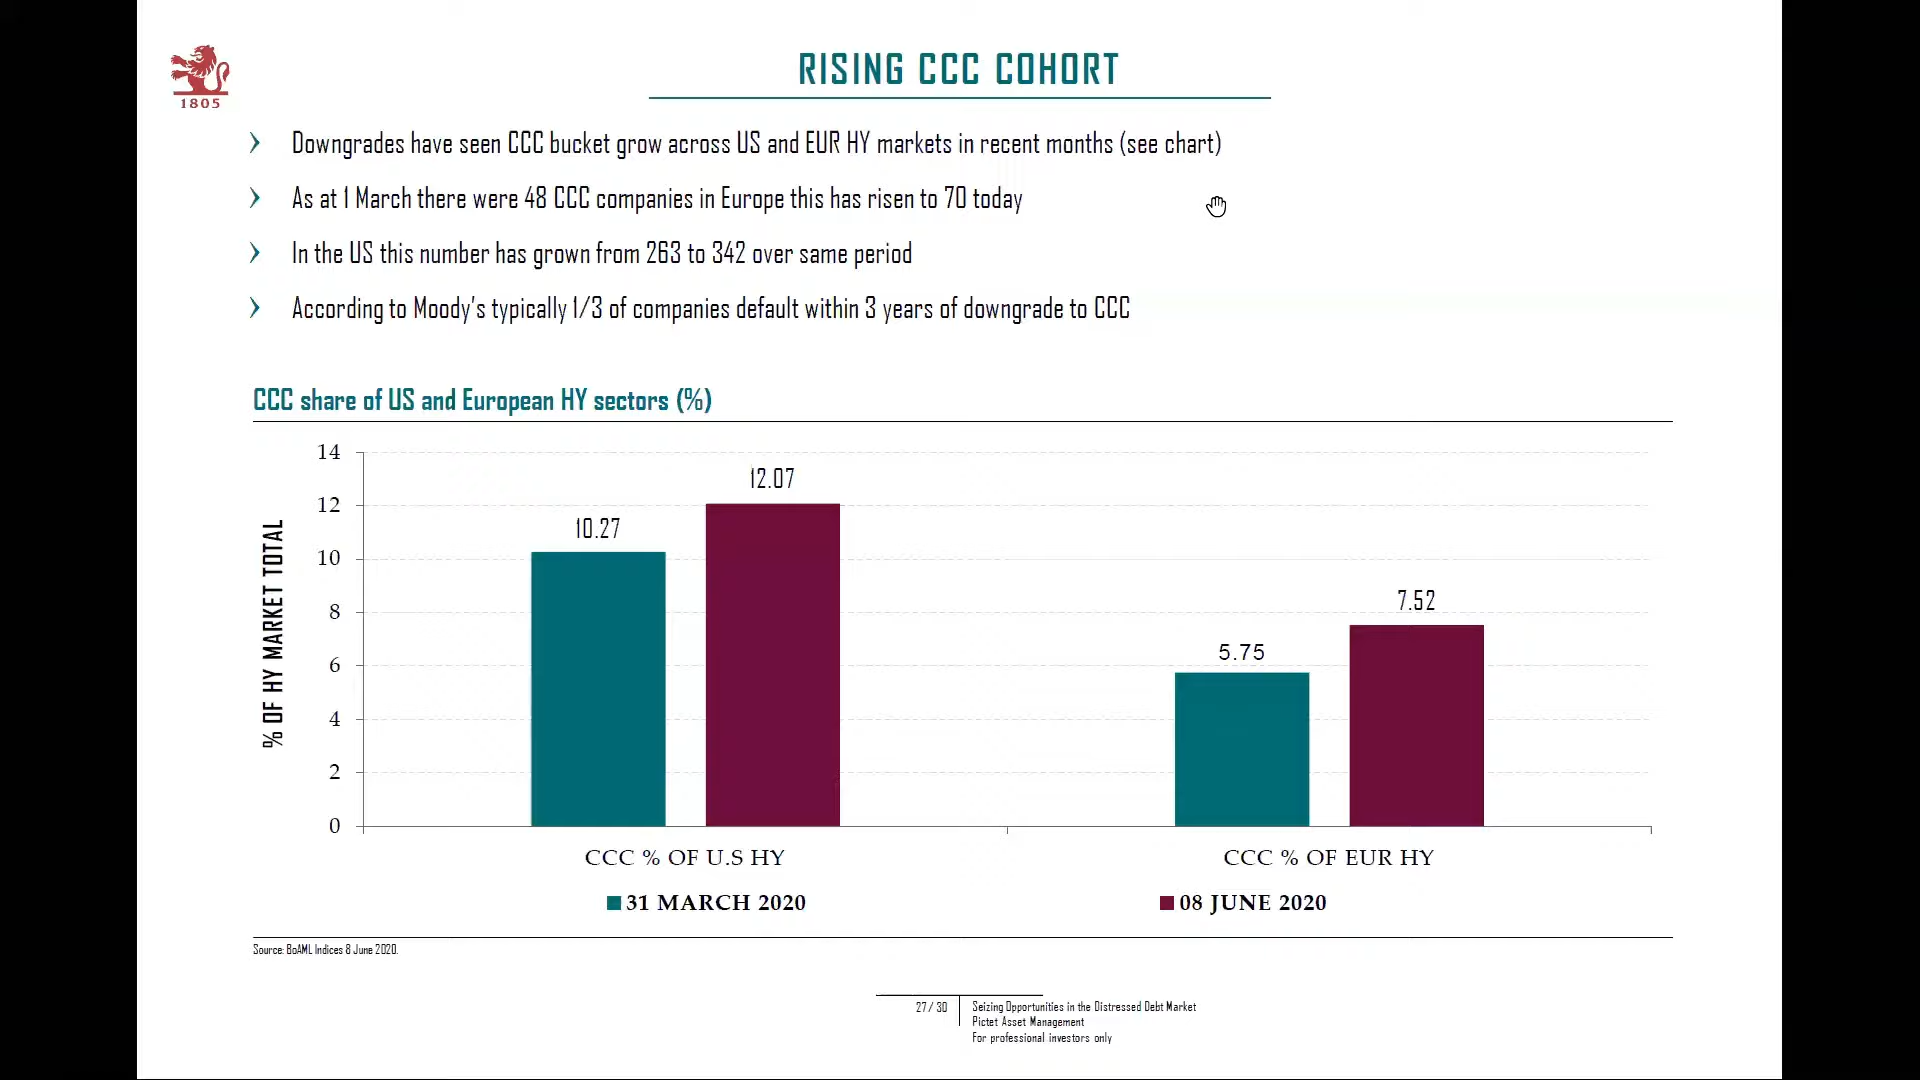 1805
RISING CCC COHORT
Downgrades have seen CCC bucket grow across US and EUR HY markets in recent months (see chart)
As at 1 March there were 48 CCC companies in Europe this has risen to 70 today
In the US this number has grown from 263 to 342 over same period
According to Moody's typically 1/3 of companies default within 3 years of downgrade to CCC
CCC share of US and European HY sectors (%)
% OF HY MARKET TOTAL
14
12
10
8
6
4
2
0
10.27
12.07
5.75
7.52
CCC % OF U.S HY
CCC % OF EUR HY
31 MARCH 2020
08 JUNE 2020
Source: BoAML Indices 8 June 2020.
27 / 30
Seizing Opportunities in the Distressed Debt Market
Pictet Asset Management
For professional investors only